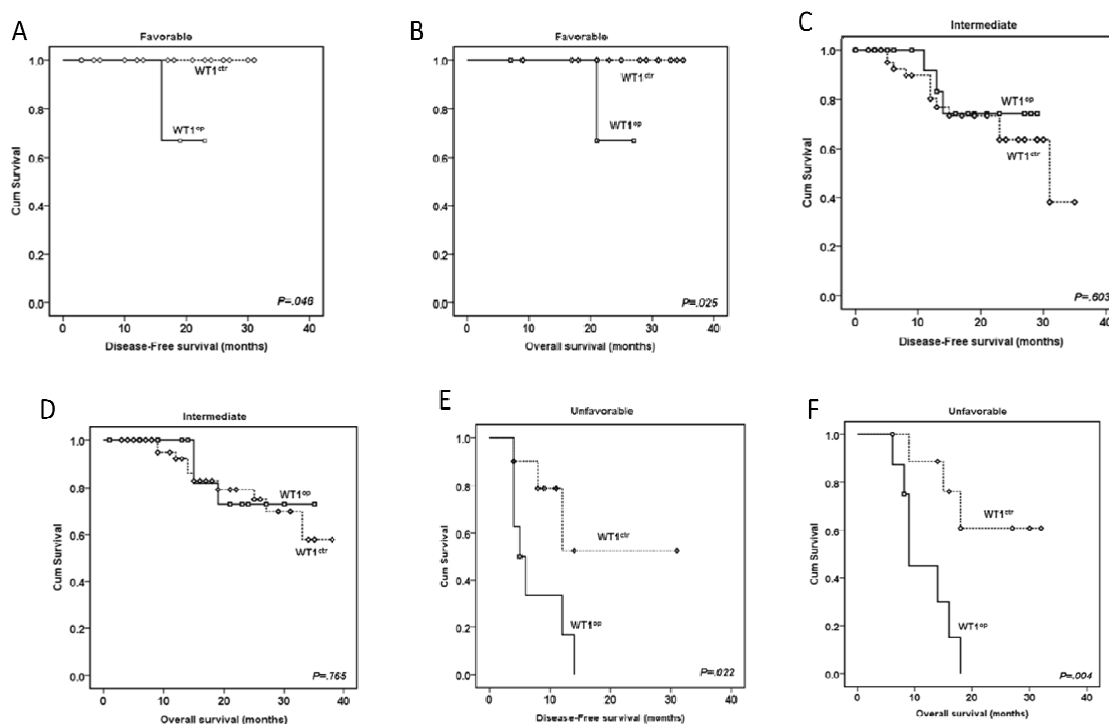 A
Favorable
1.0
0.8
0.6
0.4
0.2
0.0
Cum Survival
WT1ctr
WT1op
P=.046
0 10 20 30 40
Disease-Free survival (months)
B
Favorable
1.0
0.8
0.6
0.4
0.2
0.0
Cum Survival
WT1ctr
WT1op
P=.025
0 10 20 30 40
Overall survival (months)
C
Intermediate
1.0
0.8
0.6
0.4
0.2
0.0
Cum Survival
WT1op
WT1ctr
P=.603
0 10 20 30 40
Disease-Free survival (months)
D
Intermediate
1.0
0.8
0.6
0.4
0.2
0.0
Cum Survival
WT1op
WT1ctr
P=.765
0 10 20 30 40
Overall survival (months)
E
Unfavorable
1.0
0.8
0.6
0.4
0.2
0.0
Cum Survival
WT1ctr
WT1op
P=.022
0 10 20 30 40
Disease-Free survival (months)
F
Unfavorable
1.0
0.8
0.6
0.4
0.2
0.0
Cum Survival
WT1ctr
WT1op
P=.004
0 10 20 30 40
Overall survival (months)